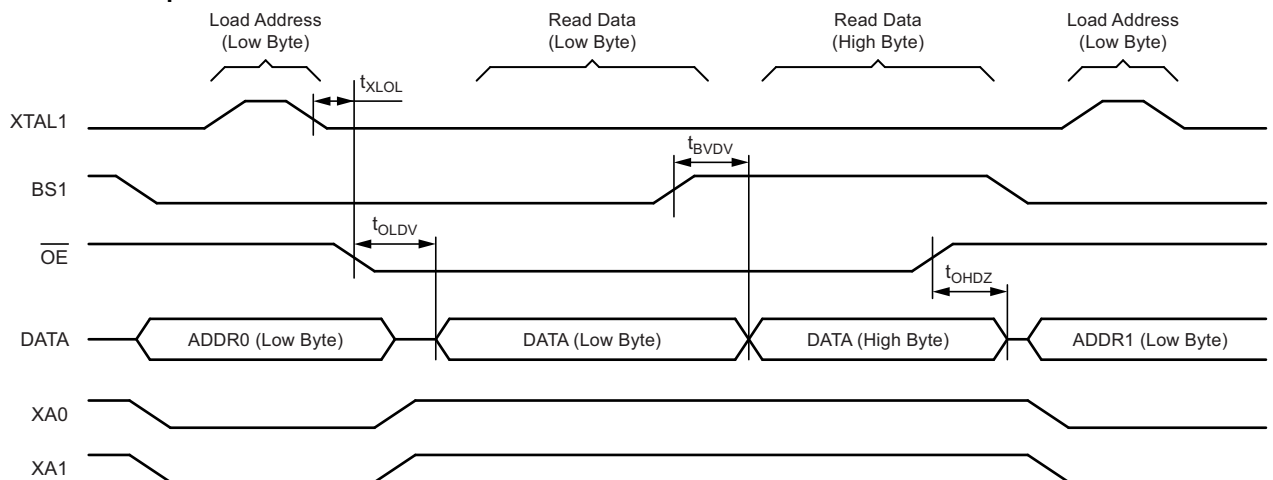 Load Address
(Low Byte)
Read Data
(Low Byte)
Read Data
(High Byte)
Load Address
(Low Byte)
tXLOL
XTAL1
tBVDV
BS1
tOLDV
OE
tOHDZ
DATA
ADDR0 (Low Byte)
DATA (Low Byte)
DATA (High Byte)
ADDR1 (Low Byte)
XA0
XA1